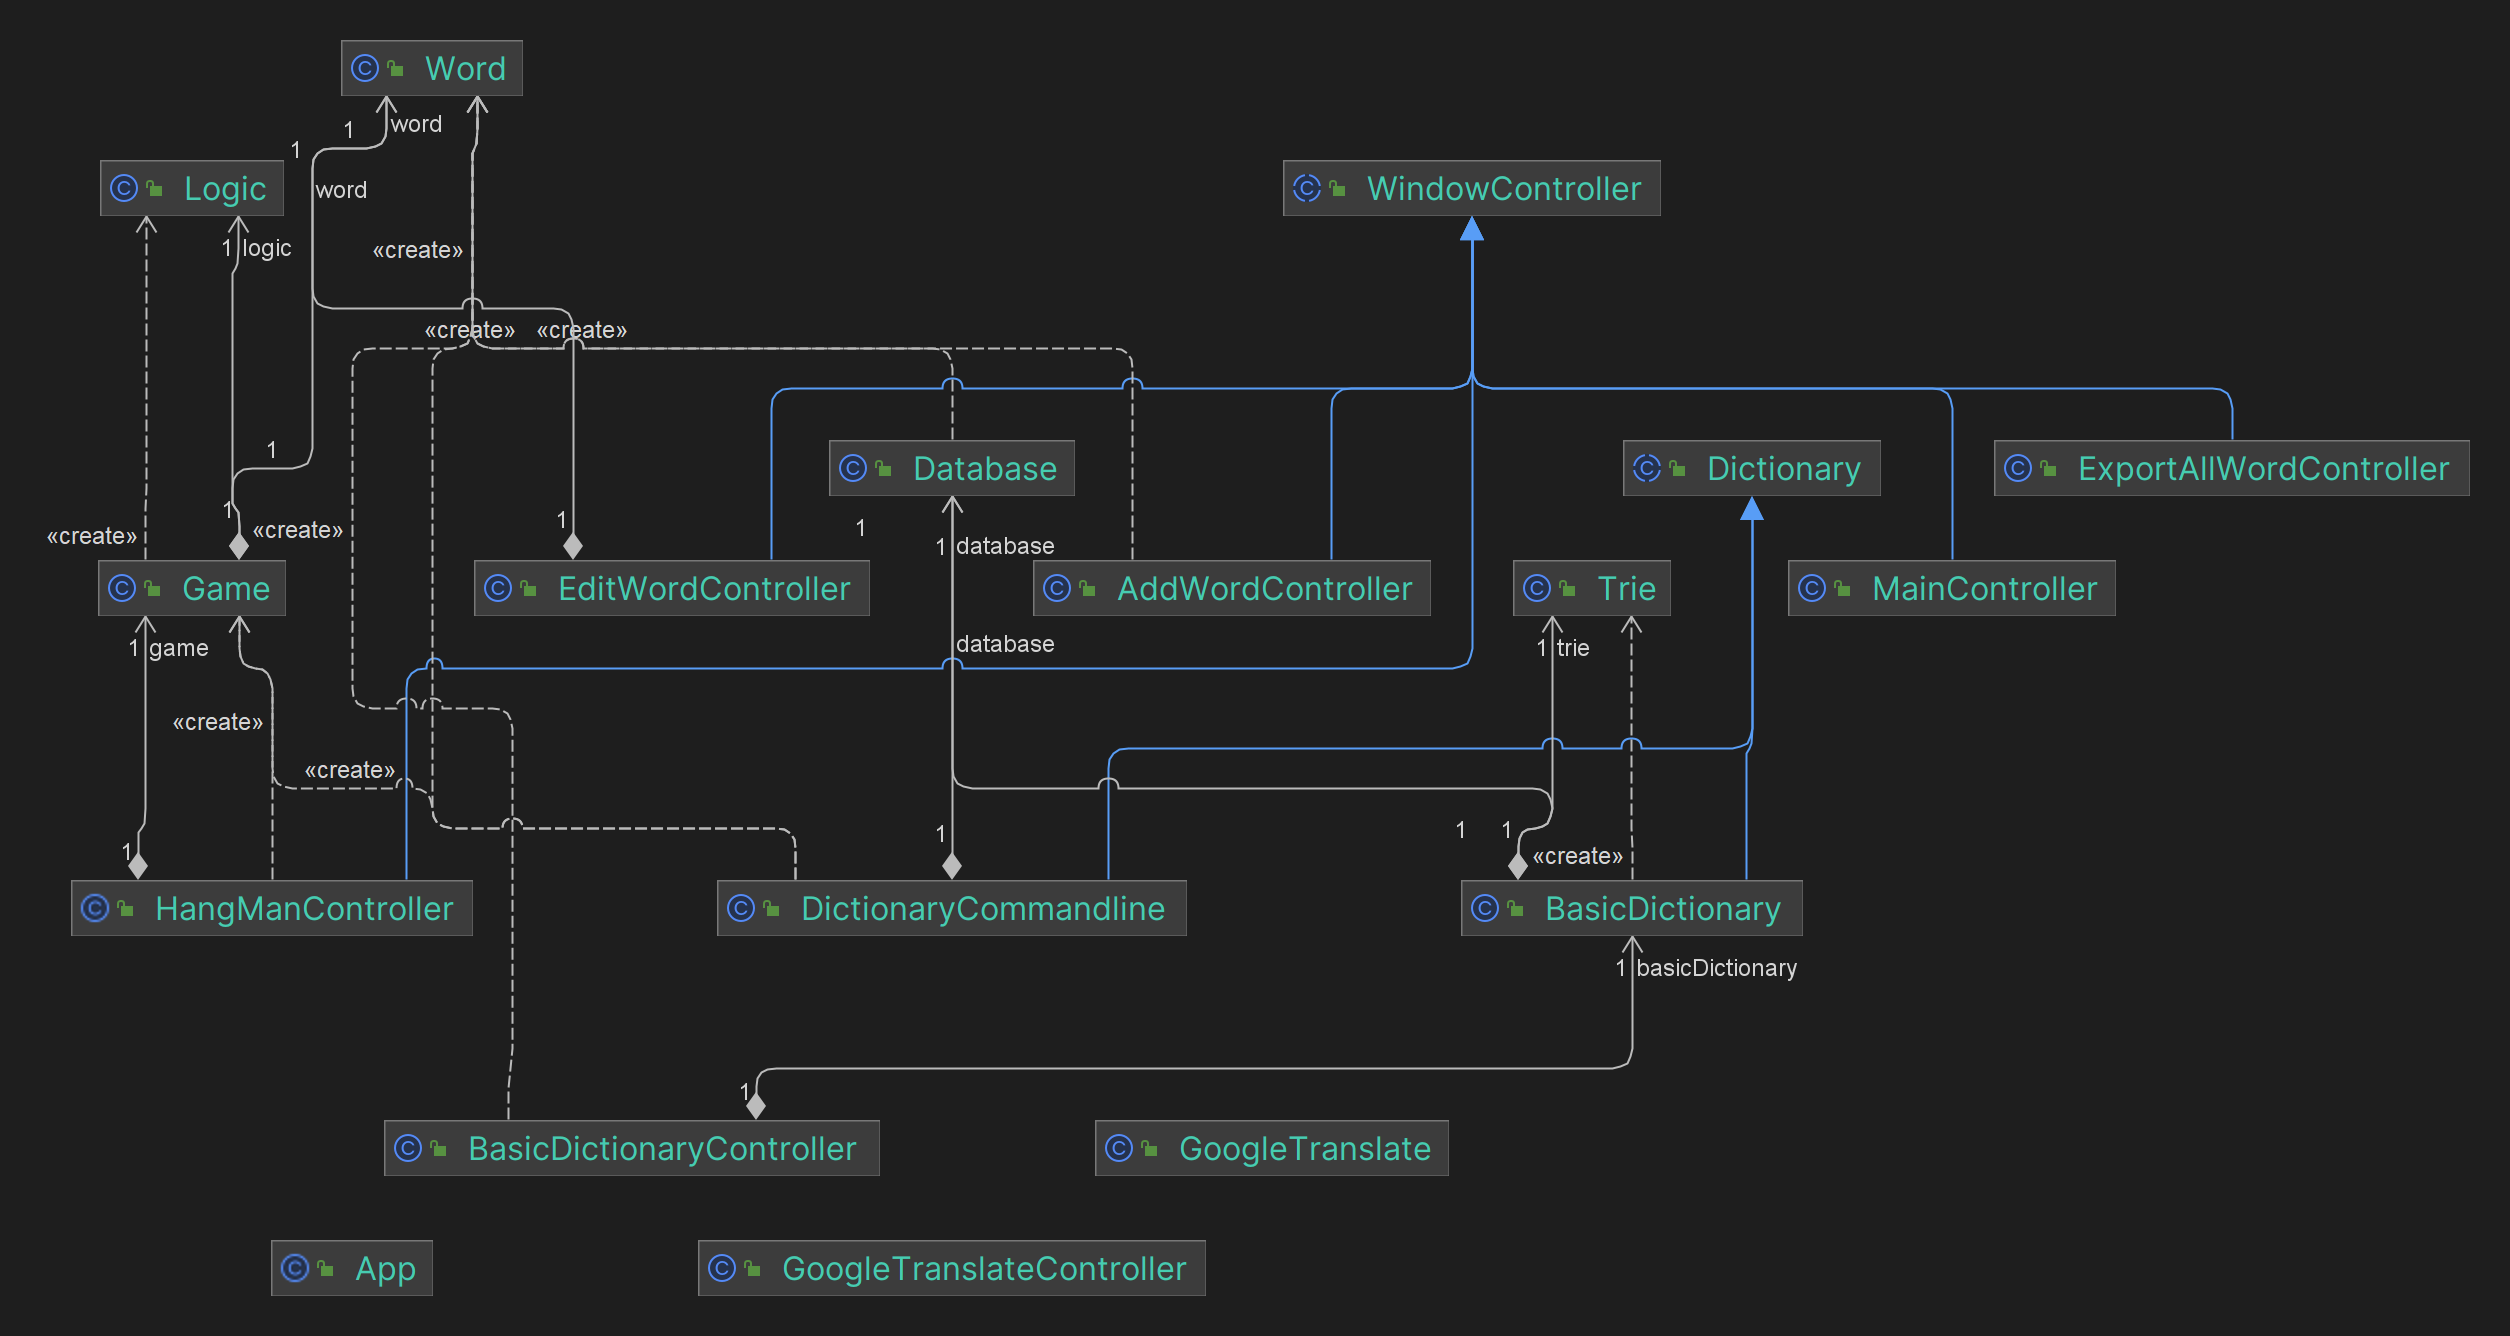 Word
1
word
1
Logic
word
WindowController
1
logic
«create»
«create»
«create»
1
Database
Dictionary
ExportAllWordController
1
1
1
«create»
«create»
1
database
Game
EditWordController
AddWordController
Trie
MainController
1
game
database
1
trie
«create»
«create»
1
1
1
1
«create»
HangManController
DictionaryCommandline
BasicDictionary
1
basicDictionary
1
BasicDictionaryController
GoogleTranslate
App
GoogleTranslateController